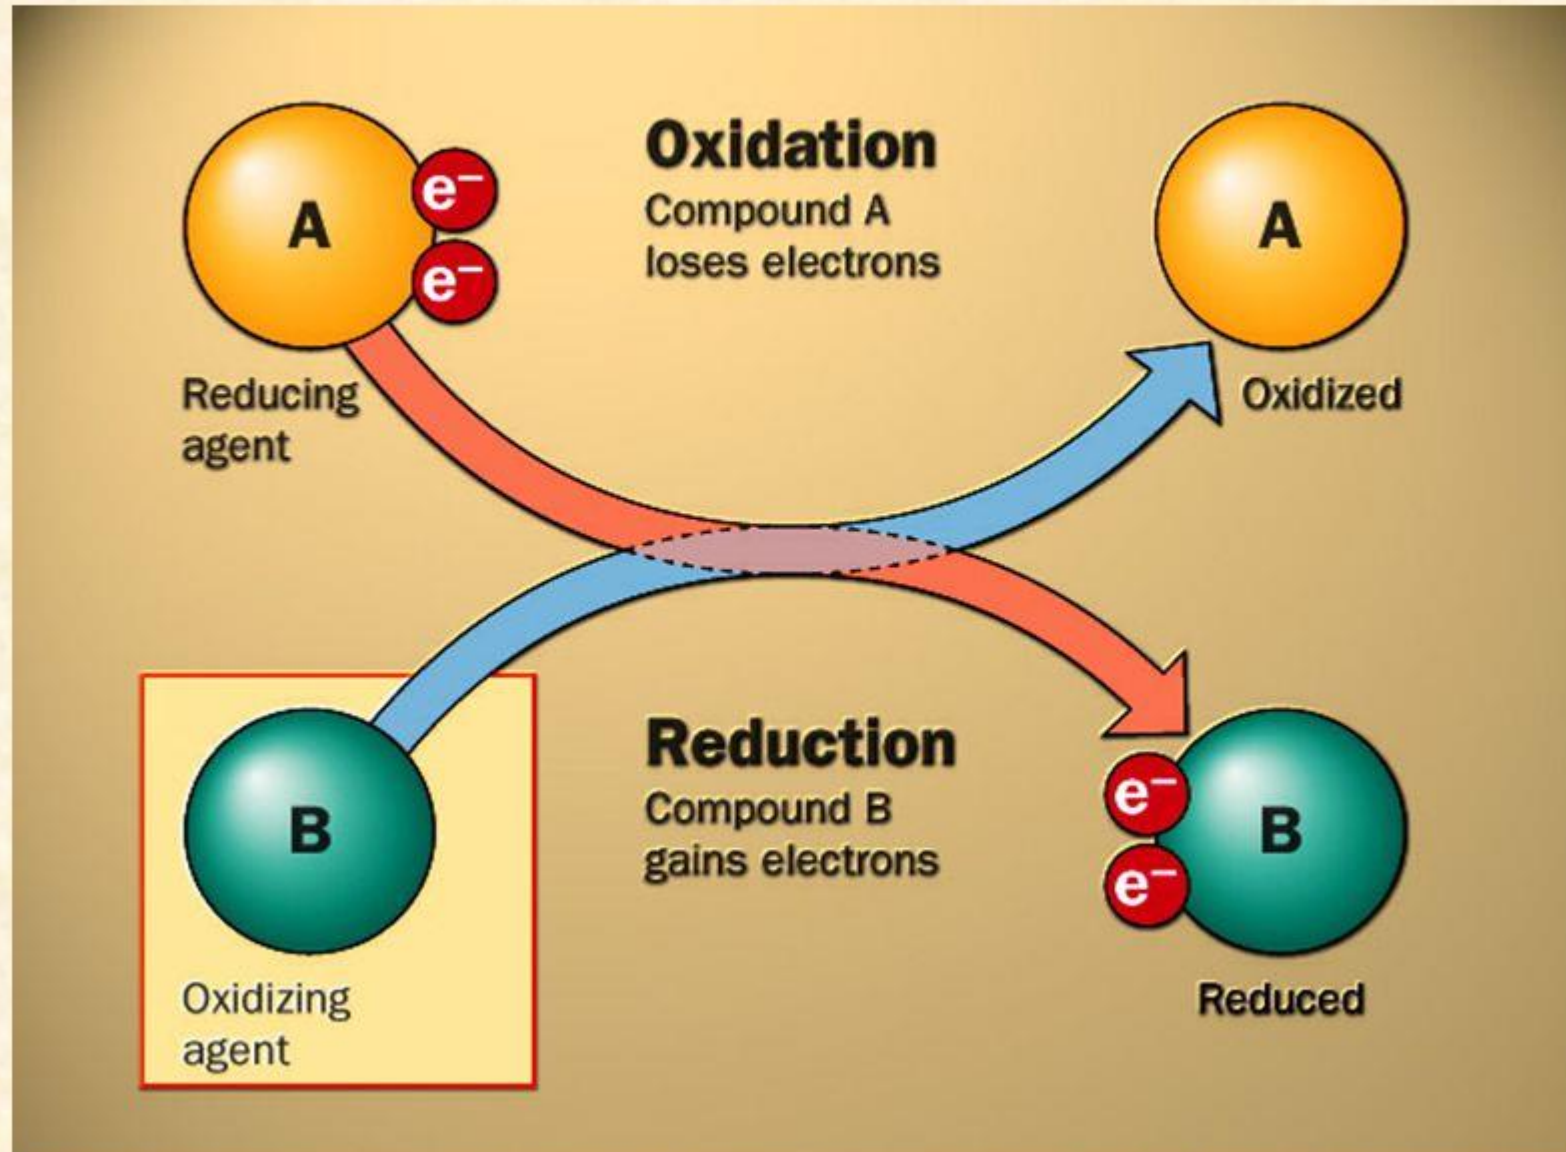 A
e−
e−
Reducing
agent
Oxidation
Compound A
loses electrons
A
Oxidized
B
Oxidizing
agent
Reduction
Compound B
gains electrons
e−
e−
B
Reduced